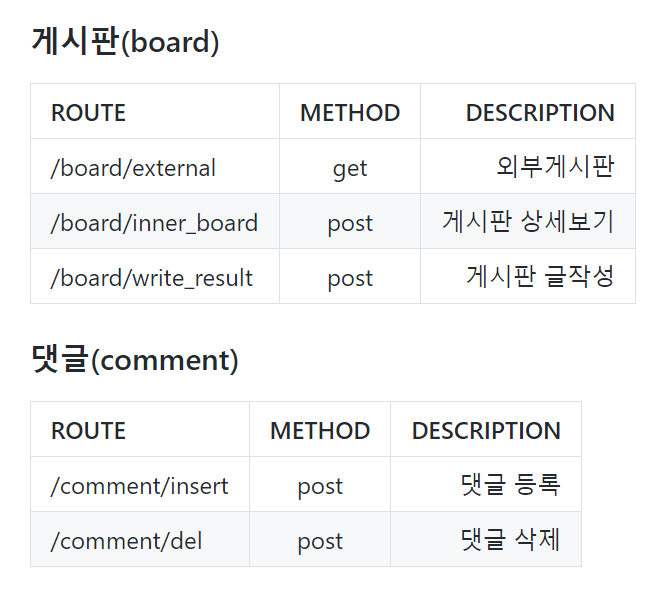 게시판(board)
ROUTE METHOD DESCRIPTION
/board/external get 외부게시판
/board/inner_board post 게시판 상세보기
/board/write_result post 게시판 글작성
댓글(comment)
ROUTE METHOD DESCRIPTION
/comment/insert post 댓글 등록
/comment/del post 댓글 삭제